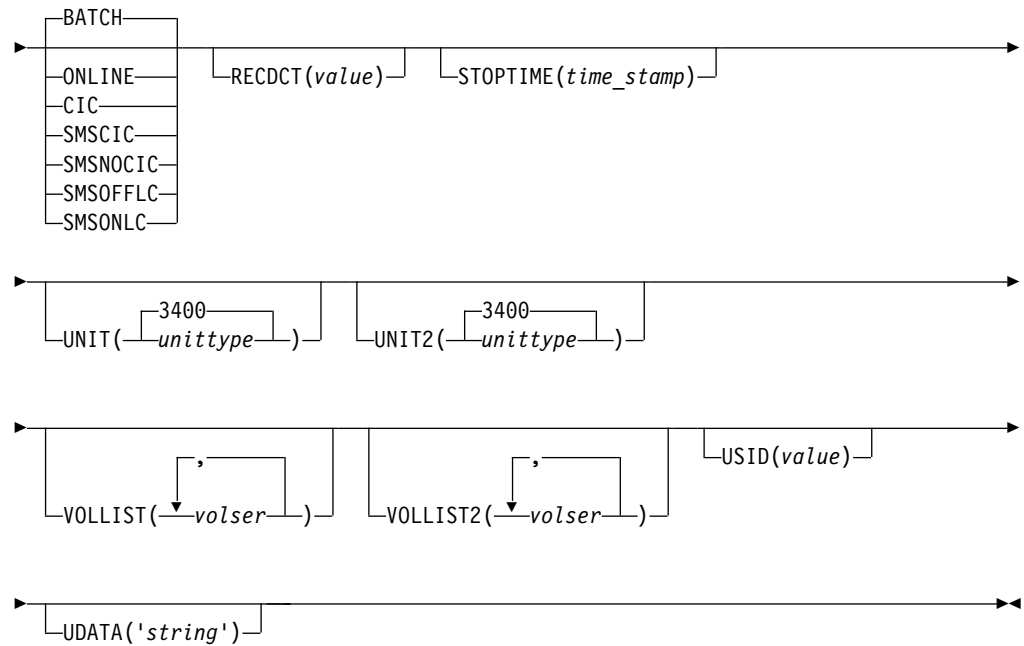 BATCH
ONLINE RECDCT(value) STOPTIME(time_stamp)
CIC
SMSCIC
SMSNOCIC
SMSOFFLC
SMSONLC
3400 3400
UNIT( unittype ) UNIT2( unittype )
, ,
USID(value)
VOLLIST( volser ) VOLLIST2( volser )
UDATA('string')